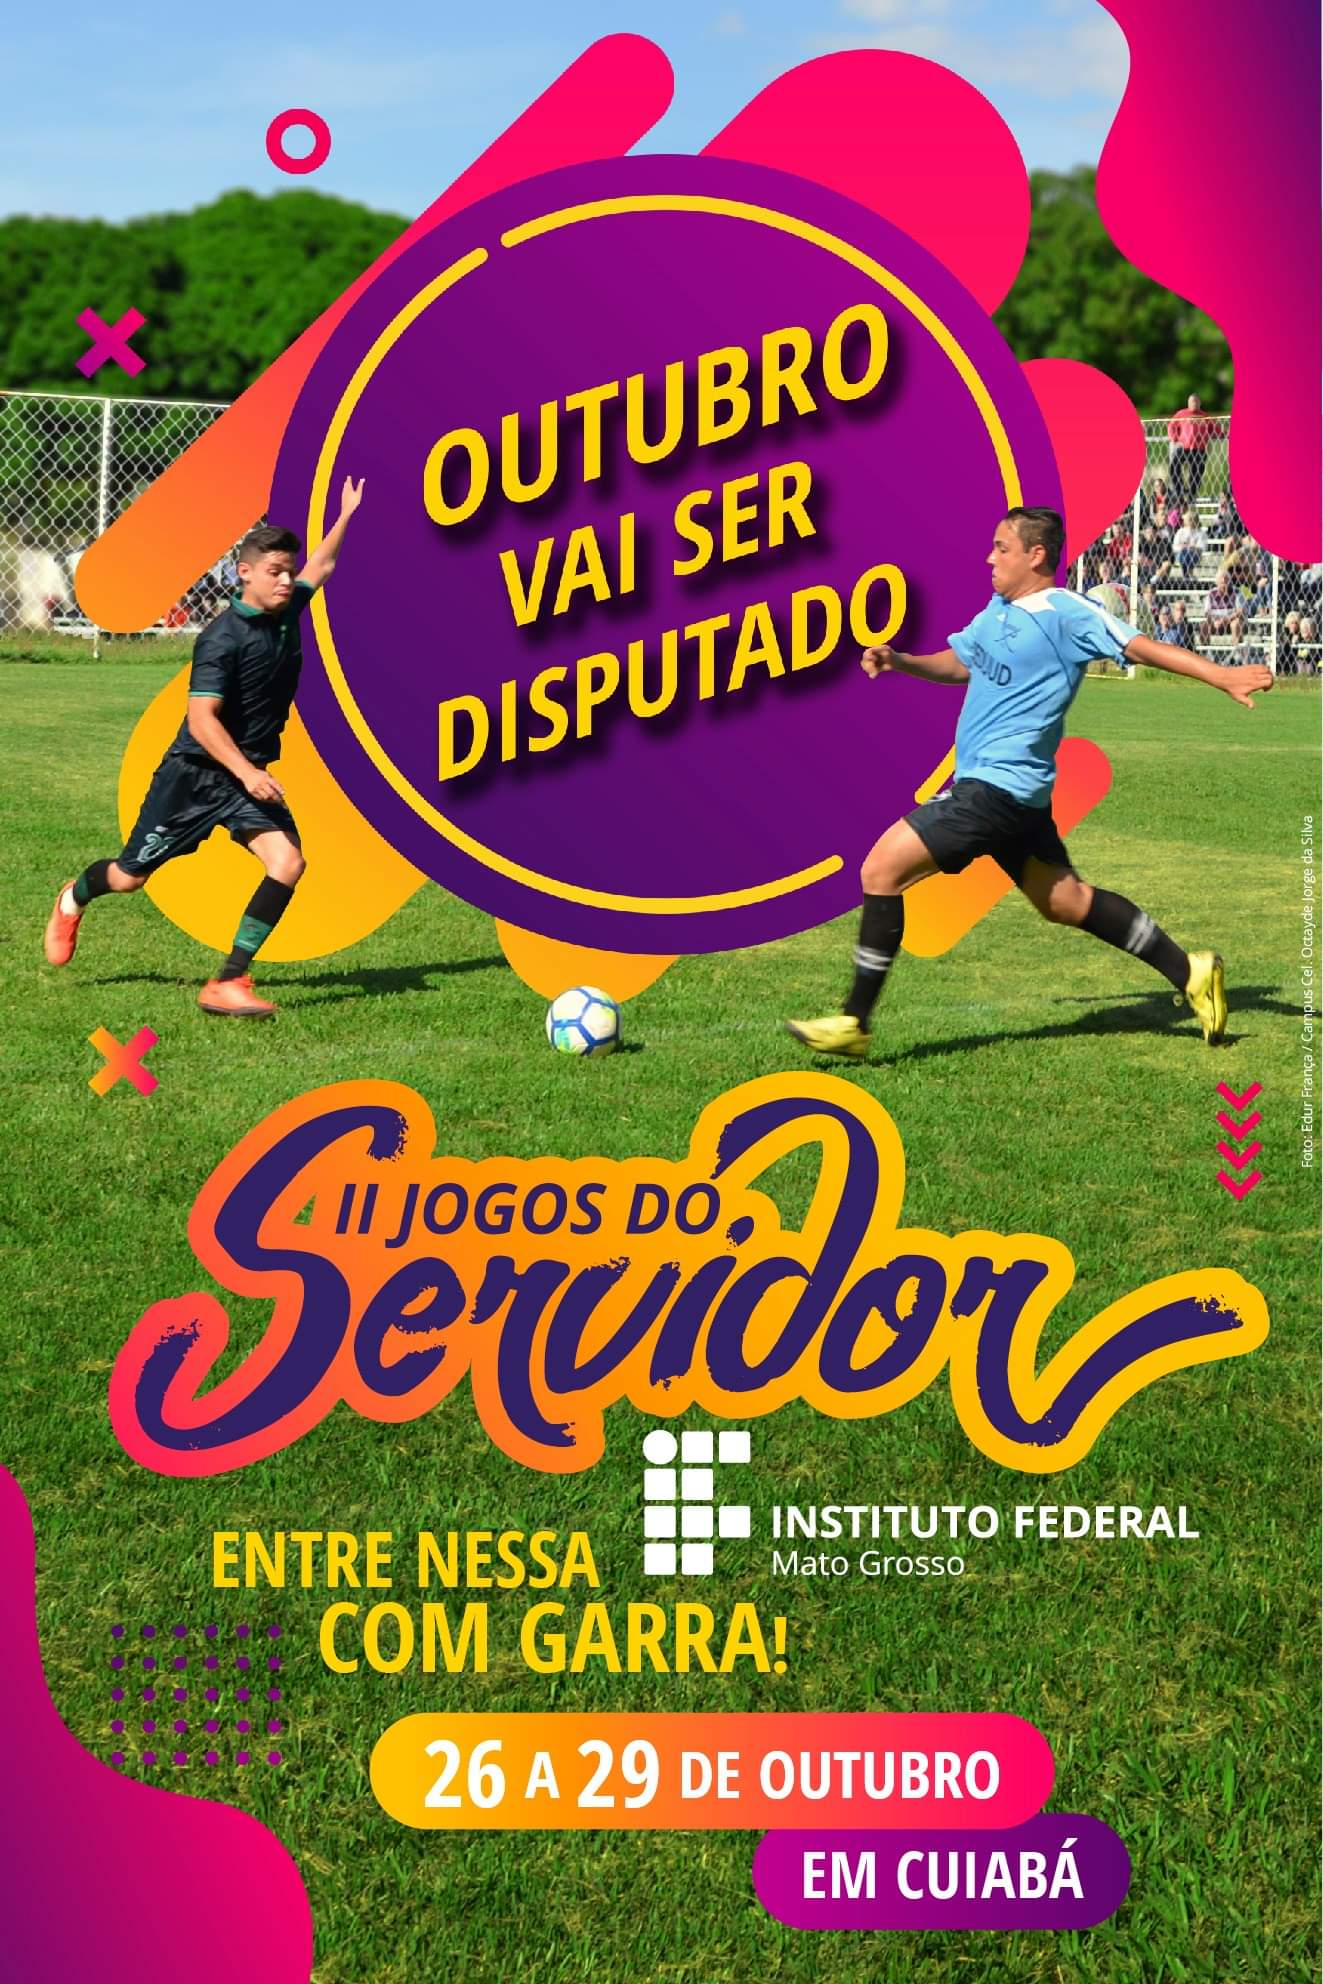 OUTUBRO
VAI SER
DISPUTADO
Foto: Edur França / Campus Cel. Octayde Jorge da Silva
II JOGOS DO
Servidor
INSTITUTO FEDERAL
Mato Grosso
ENTRE NESSA
COM GARRA!
26 A 29 DE OUTUBRO
EM CUIABÁ